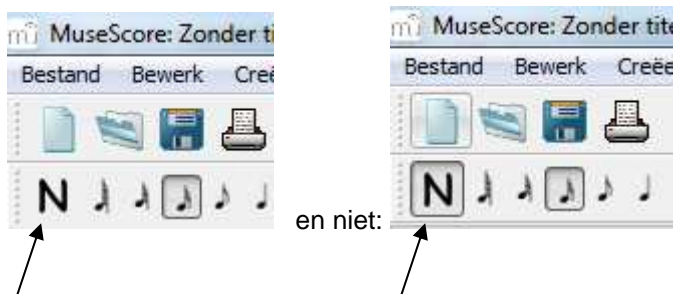 MuseScore: Zonder ti
Bestand Bewerk Creë
N
en niet:
MuseScore: Zonder tite
Bestand Bewerk Creëe
N